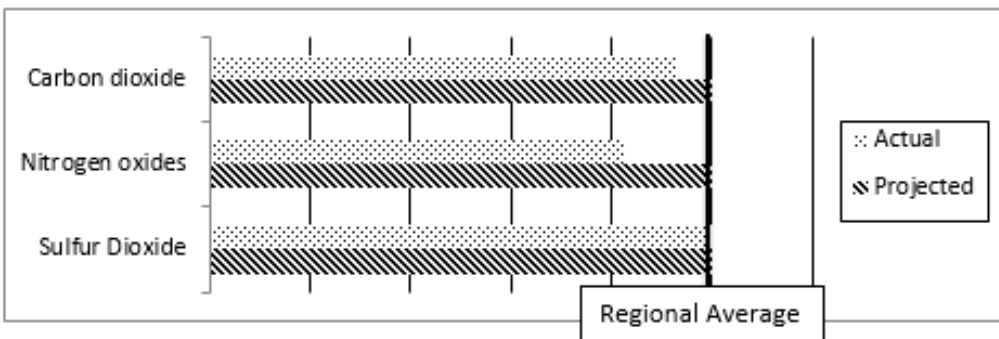 Carbon dioxide
Nitrogen oxides
Sulfur Dioxide
Actual
Projected
Regional Average